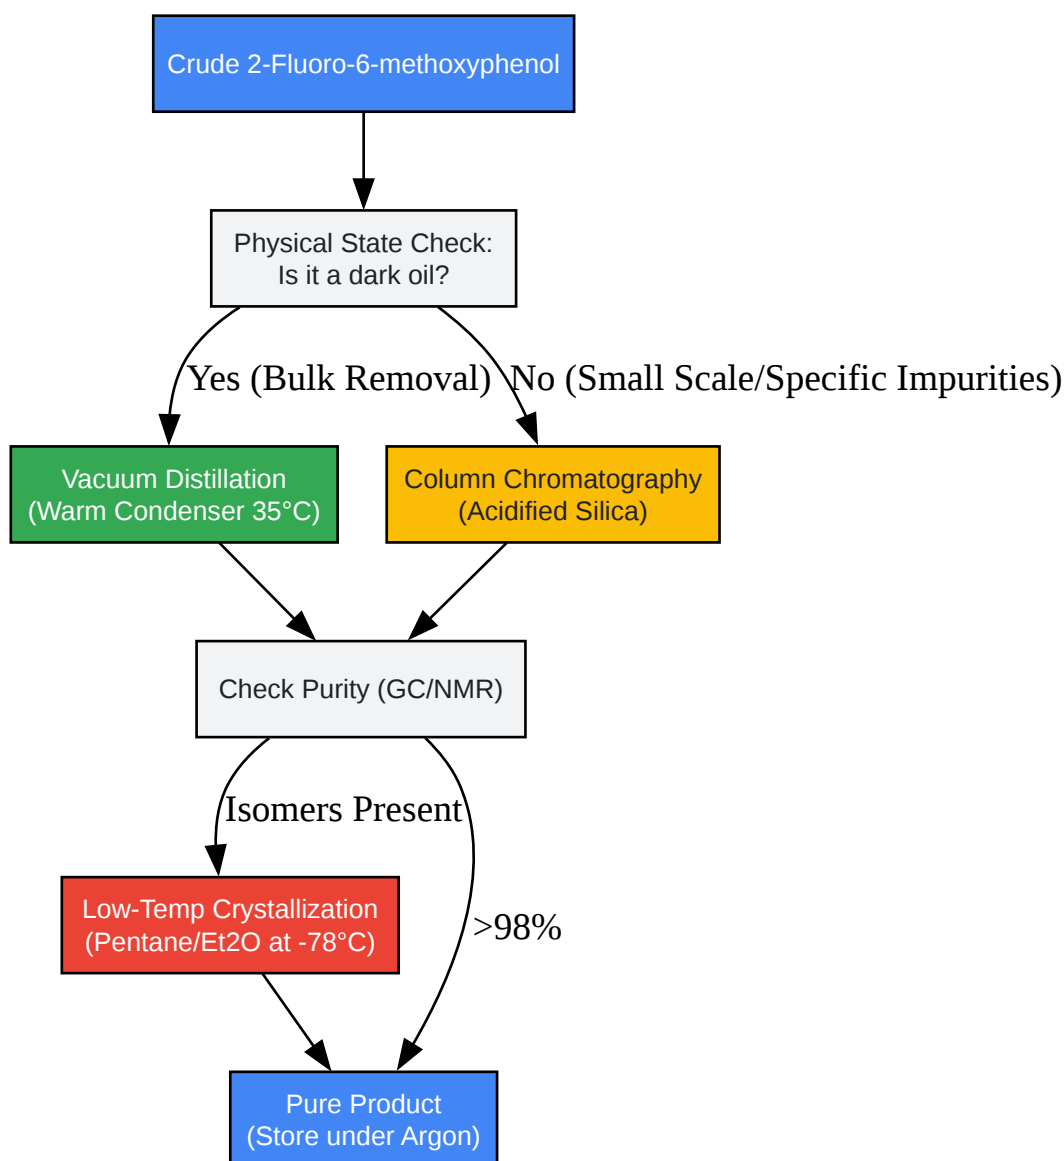 Crude 2-Fluoro-6-methoxyphenol
Physical State Check:
Is it a dark oil?
Yes (Bulk Removal)
No (Small Scale/Specific Impurities)
Vacuum Distillation
(Warm Condenser 35°C)
Column Chromatography
(Acidified Silica)
Check Purity (GC/NMR)
Isomers Present
Low-Temp Crystallization
(Pentane/Et2O at -78°C)
>98%
Pure Product
(Store under Argon)